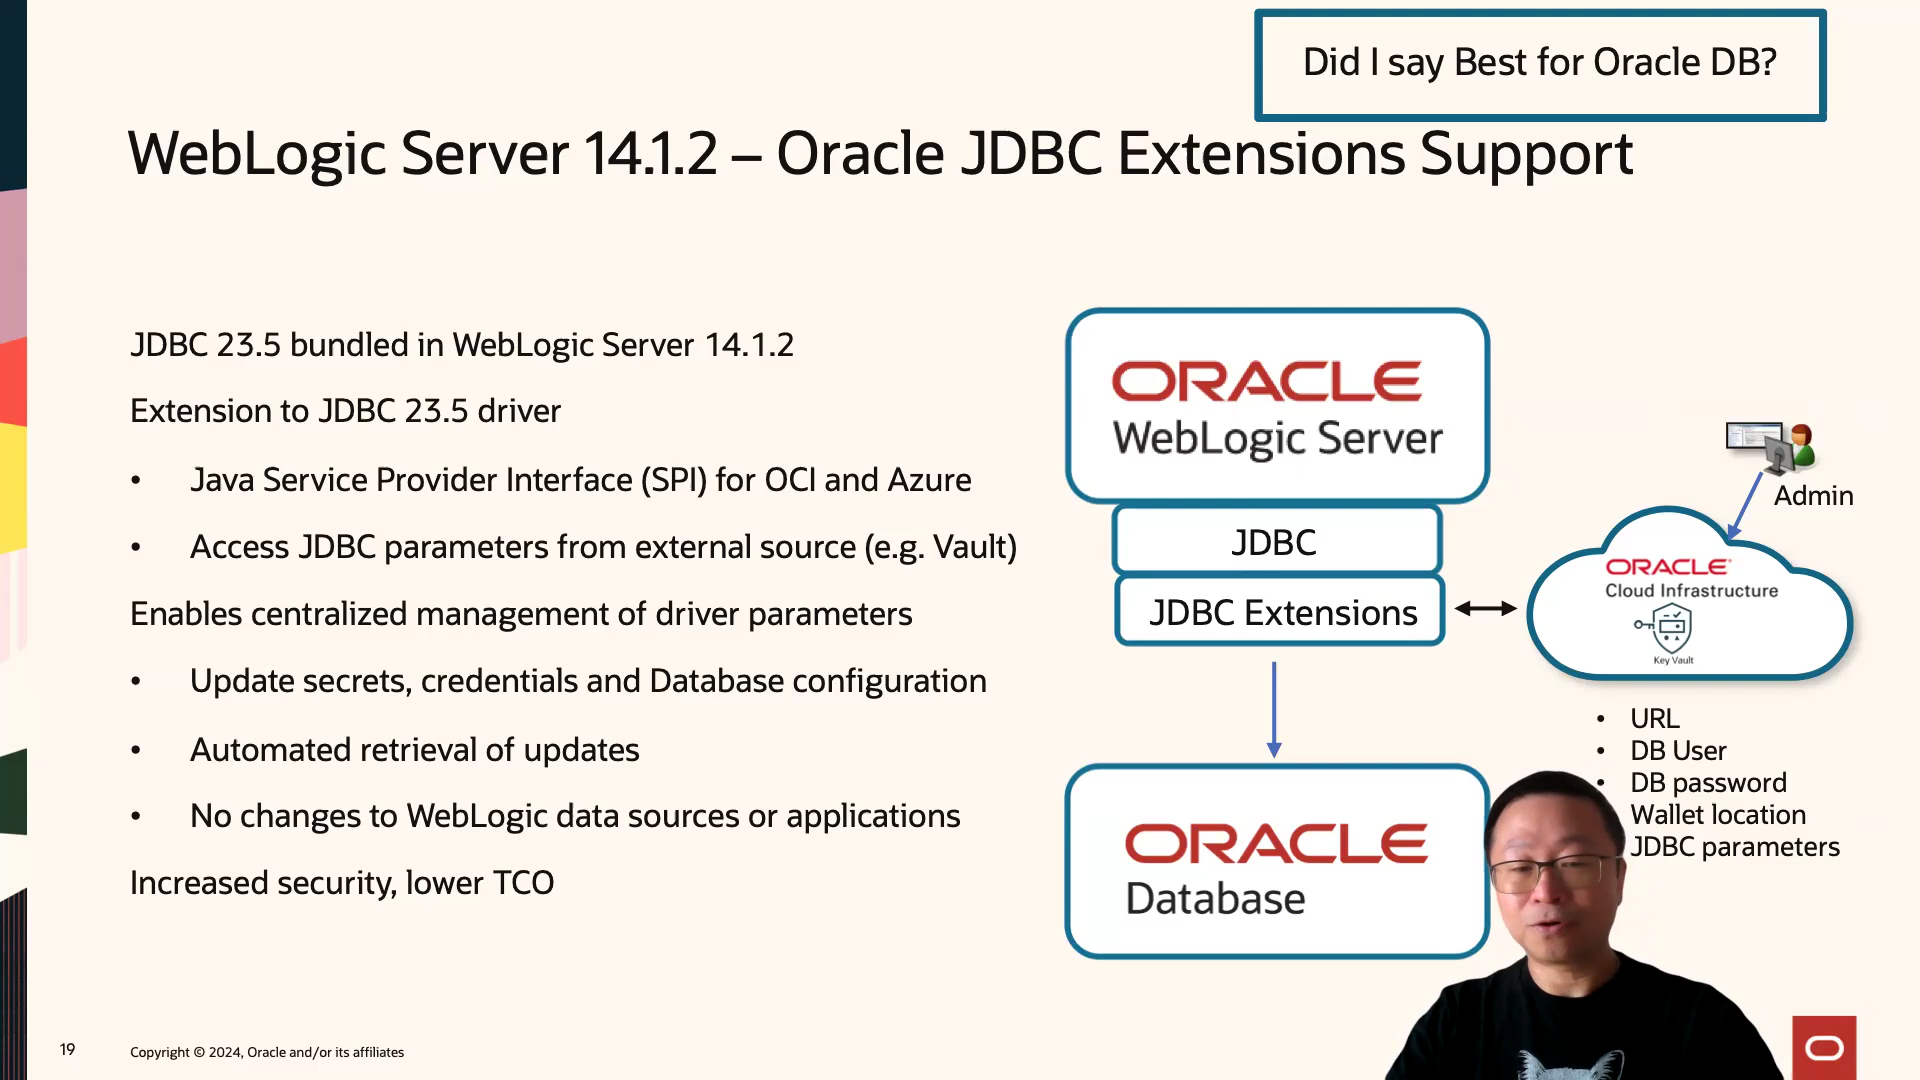 Did I say Best for Oracle DB?
WebLogic Server 14.1.2 – Oracle JDBC Extensions Support
JDBC 23.5 bundled in WebLogic Server 14.1.2
Extension to JDBC 23.5 driver
• Java Service Provider Interface (SPI) for OCI and Azure
• Access JDBC parameters from external source (e.g. Vault)
Enables centralized management of driver parameters
• Update secrets, credentials and Database configuration
• Automated retrieval of updates
• No changes to WebLogic data sources or applications
Increased security, lower TCO
ORACLE
WebLogic Server
JDBC
JDBC Extensions
ORACLE
Database
Admin
ORACLE
Cloud Infrastructure
Key Vault
• URL
• DB User
• DB password
Wallet location
JDBC parameters
19
Copyright © 2024, Oracle and/or its affiliates